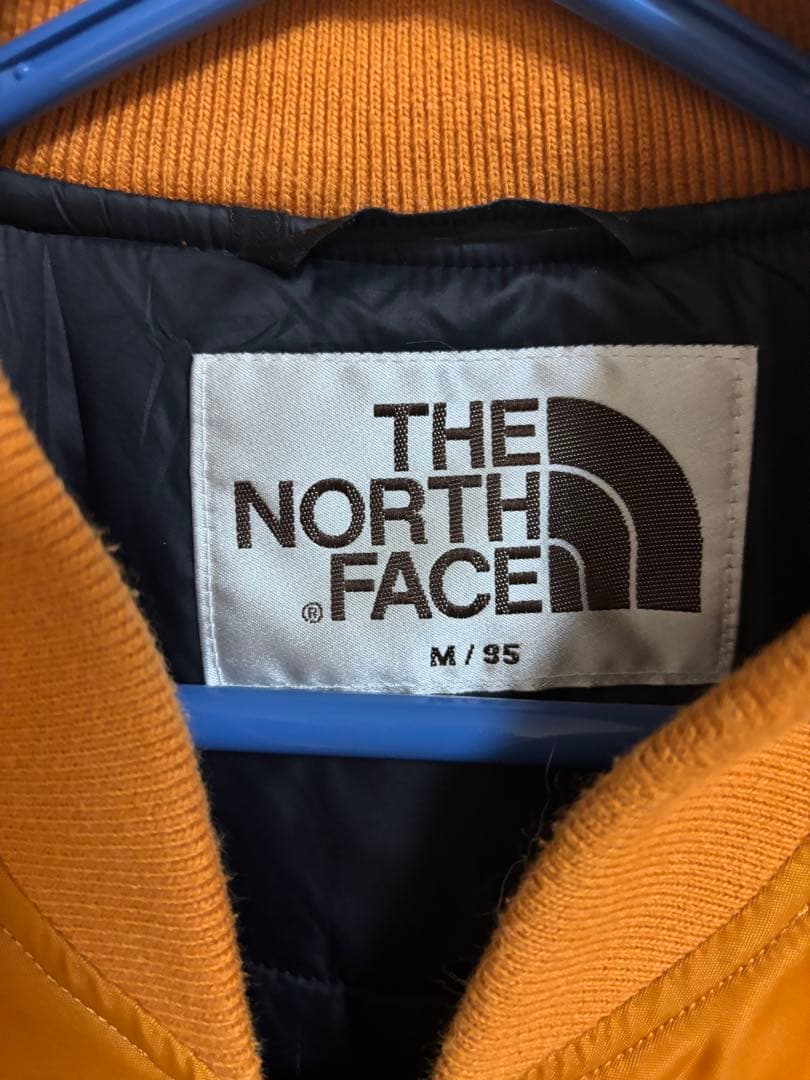 THE
NORTH
FACE
®
M / 95